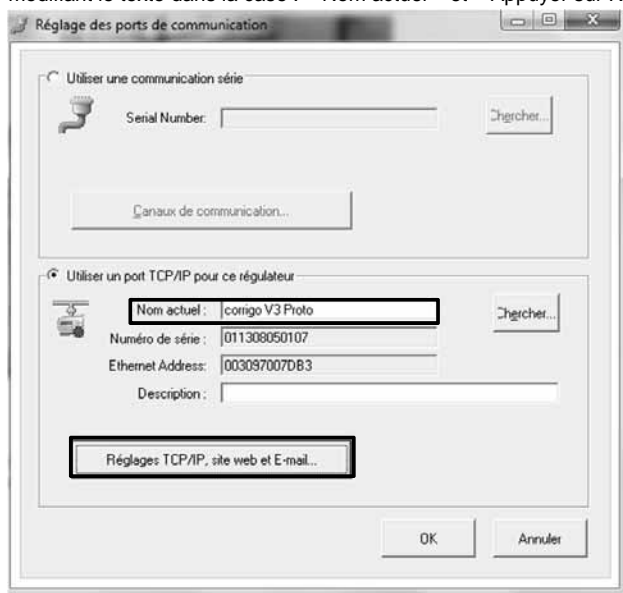 Réglage des ports de communication
Utiliser une communication série
Serial Number:
Chercher...
Canaux de communication...
Utiliser un port TCP/IP pour ce régulateur
Nom actuel : corrigo V3 Proto
Chercher...
Numéro de série : 011308050107
Ethernet Address: 003097007DB3
Description :
Réglages TCP/IP, site web et E-mail...
OK Annuler